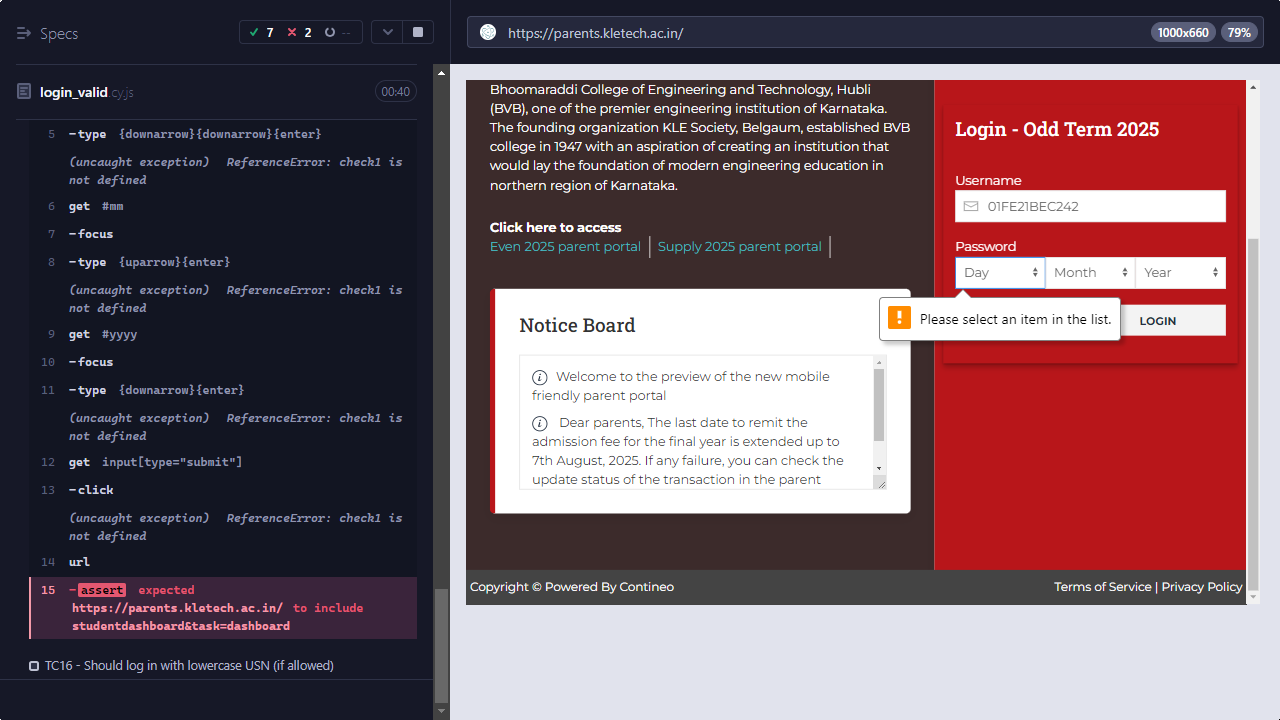 Specs
7
2
--
login_valid.cy.js
00:40
5 -type {downarrow}{downarrow}{enter}
(uncaught exception) ReferenceError: check1 is
not defined
6 get #mm
7 -focus
8 -type {uparrow}{enter}
(uncaught exception) ReferenceError: check1 is
not defined
9 get #yyyy
10 -focus
11 -type {downarrow}{enter}
(uncaught exception) ReferenceError: check1 is
not defined
12 get input[type="submit"]
13 -click
(uncaught exception) ReferenceError: check1 is
not defined
14 url
15 -assert expected
https://parents.kletech.ac.in/ to include
studentdashboard&task=dashboard
TC16 - Should log in with lowercase USN (if allowed)
https://parents.kletech.ac.in/
1000x660
79%
Bhoomaraddi College of Engineering and Technology, Hubli
(BVB), one of the premier engineering institution of Karnataka.
The founding organization KLE Society, Belgaum, established BVB
college in 1947 with an aspiration of creating an institution that
would lay the foundation of modern engineering education in
northern region of Karnataka.
Click here to access
Even 2025 parent portal | Supply 2025 parent portal |
Notice Board
Welcome to the preview of the new mobile
friendly parent portal
Dear parents, The last date to remit the
admission fee for the final year is extended up to
7th August, 2025. If any failure, you can check the
update status of the transaction in the parent
Login - Odd Term 2025
Username
01FE21BEC242
Password
Day Month Year
Please select an item in the list.
LOGIN
Copyright © Powered By Contineo
Terms of Service | Privacy Policy